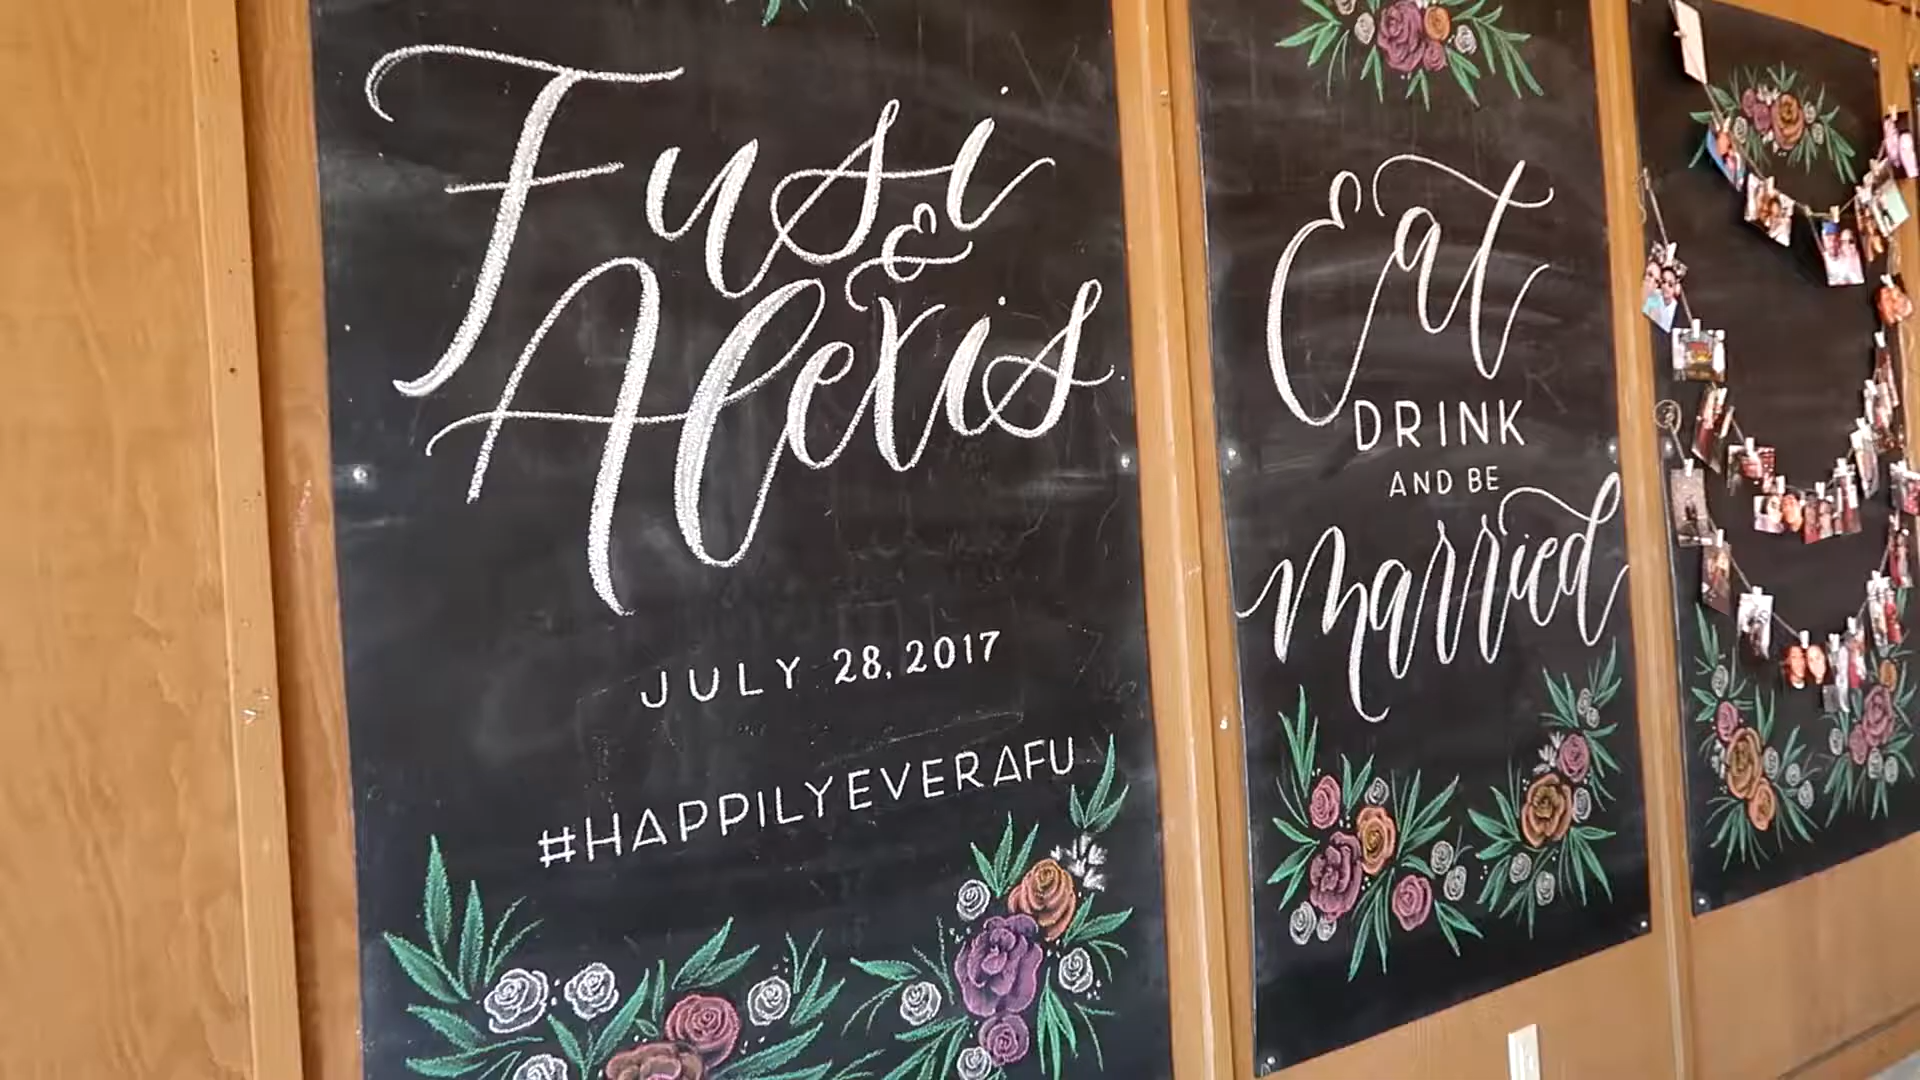 Fusi
&
Alexis
JULY 28, 2017
#HAPPILYEVERAFU
Eat
DRINK
AND BE
married